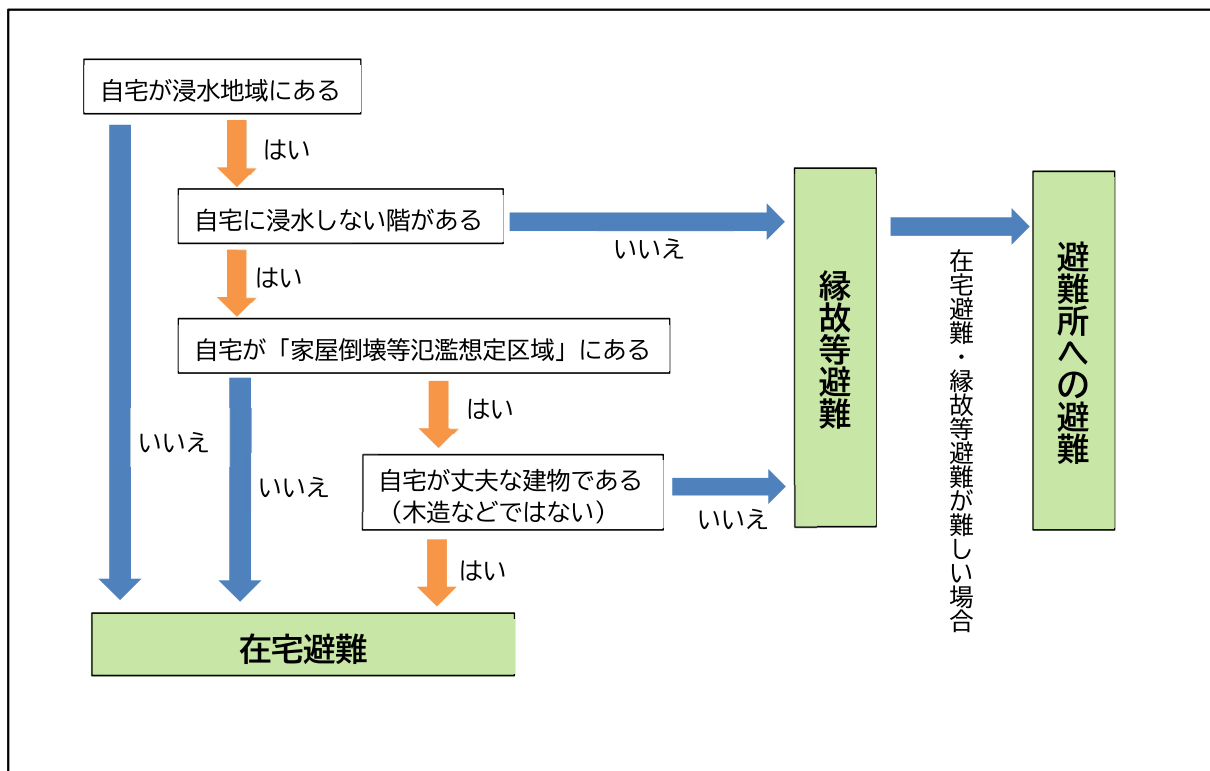 自宅が浸水地域にある
はい
自宅に浸水しない階がある
いいえ
はい
自宅が「家屋倒壊等氾濫想定区域」にある
はい
いいえ
いいえ
自宅が丈夫な建物である
（木造などではない）
いいえ
はい
在宅避難
縁故等避難
在宅避難・縁故等避難が難しい場合
避難所への避難